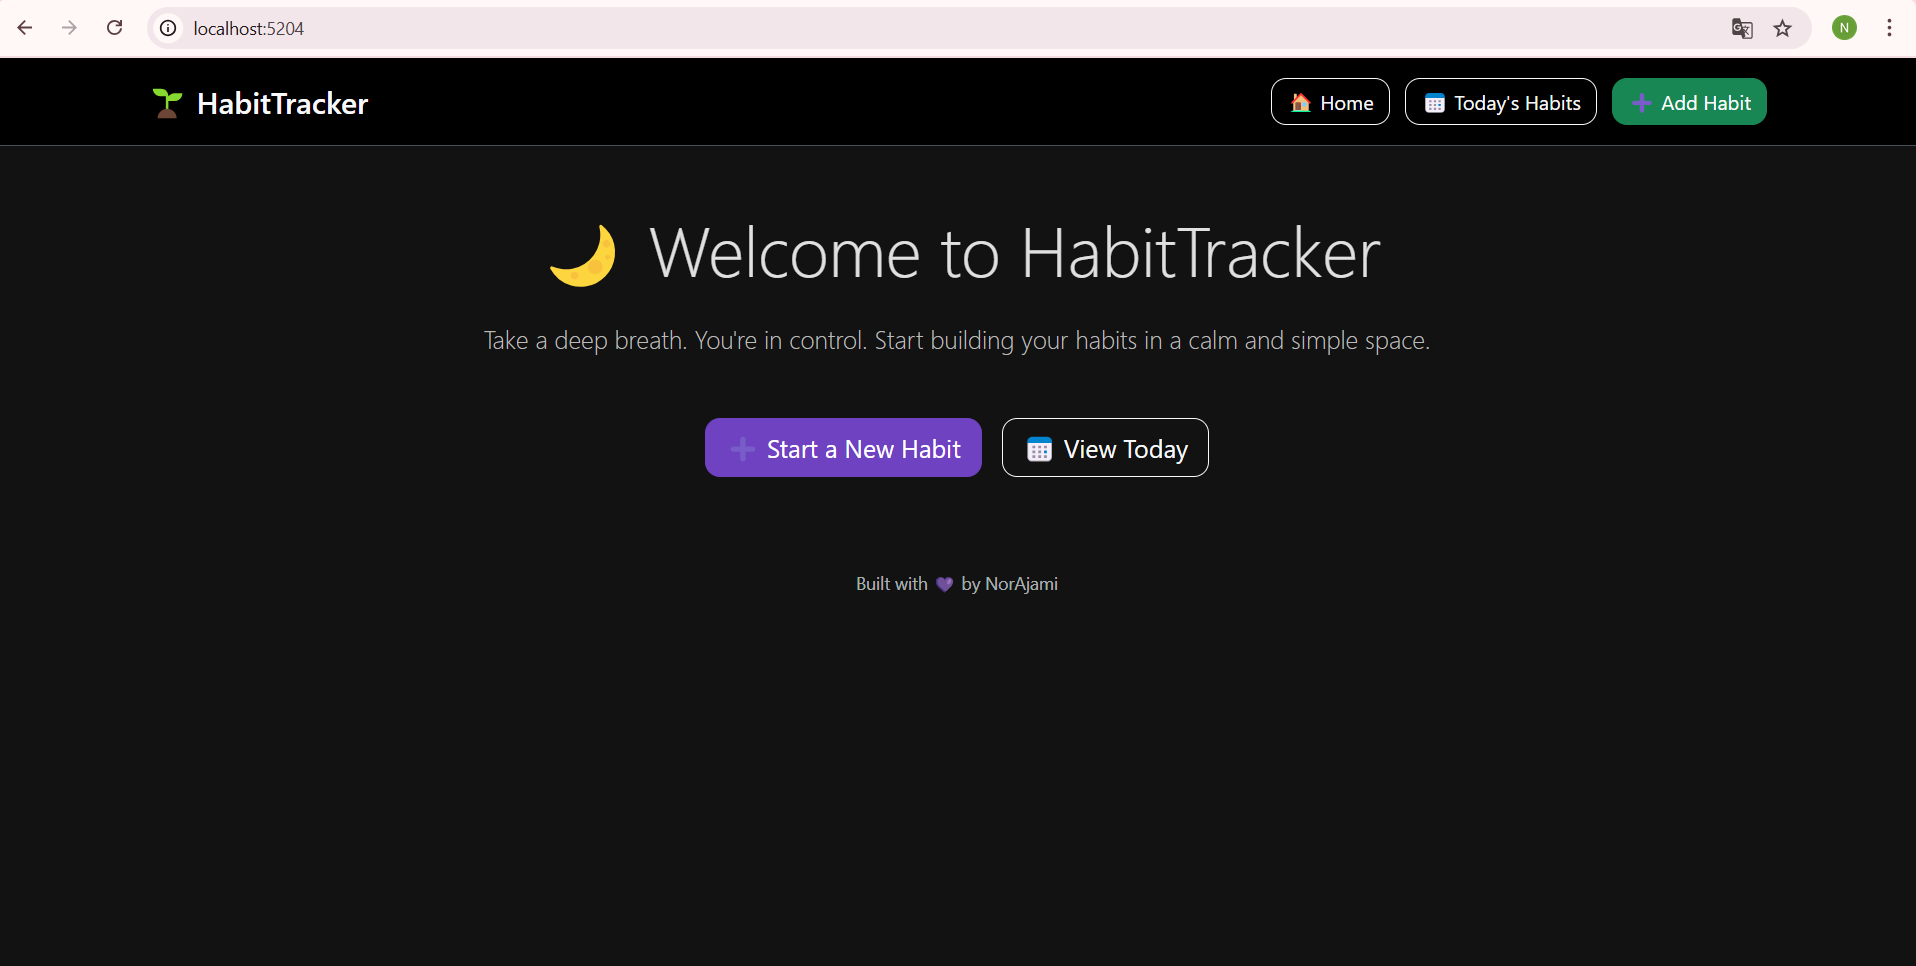 localhost:5204
N
HabitTracker
Home
Today's Habits
Add Habit
Welcome to HabitTracker
Take a deep breath. You're in control. Start building your habits in a calm and simple space.
Start a New Habit
View Today
Built with 💜 by NorAjami